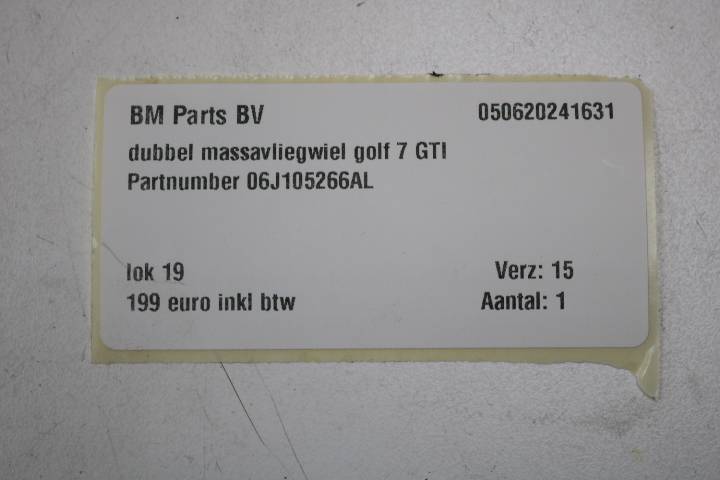 BM Parts BV 050620241631
dubbel massavliegwiel golf 7 GTI
Partnumber 06J105266AL
lok 19 Verz: 15
199 euro inkl btw Aantal: 1